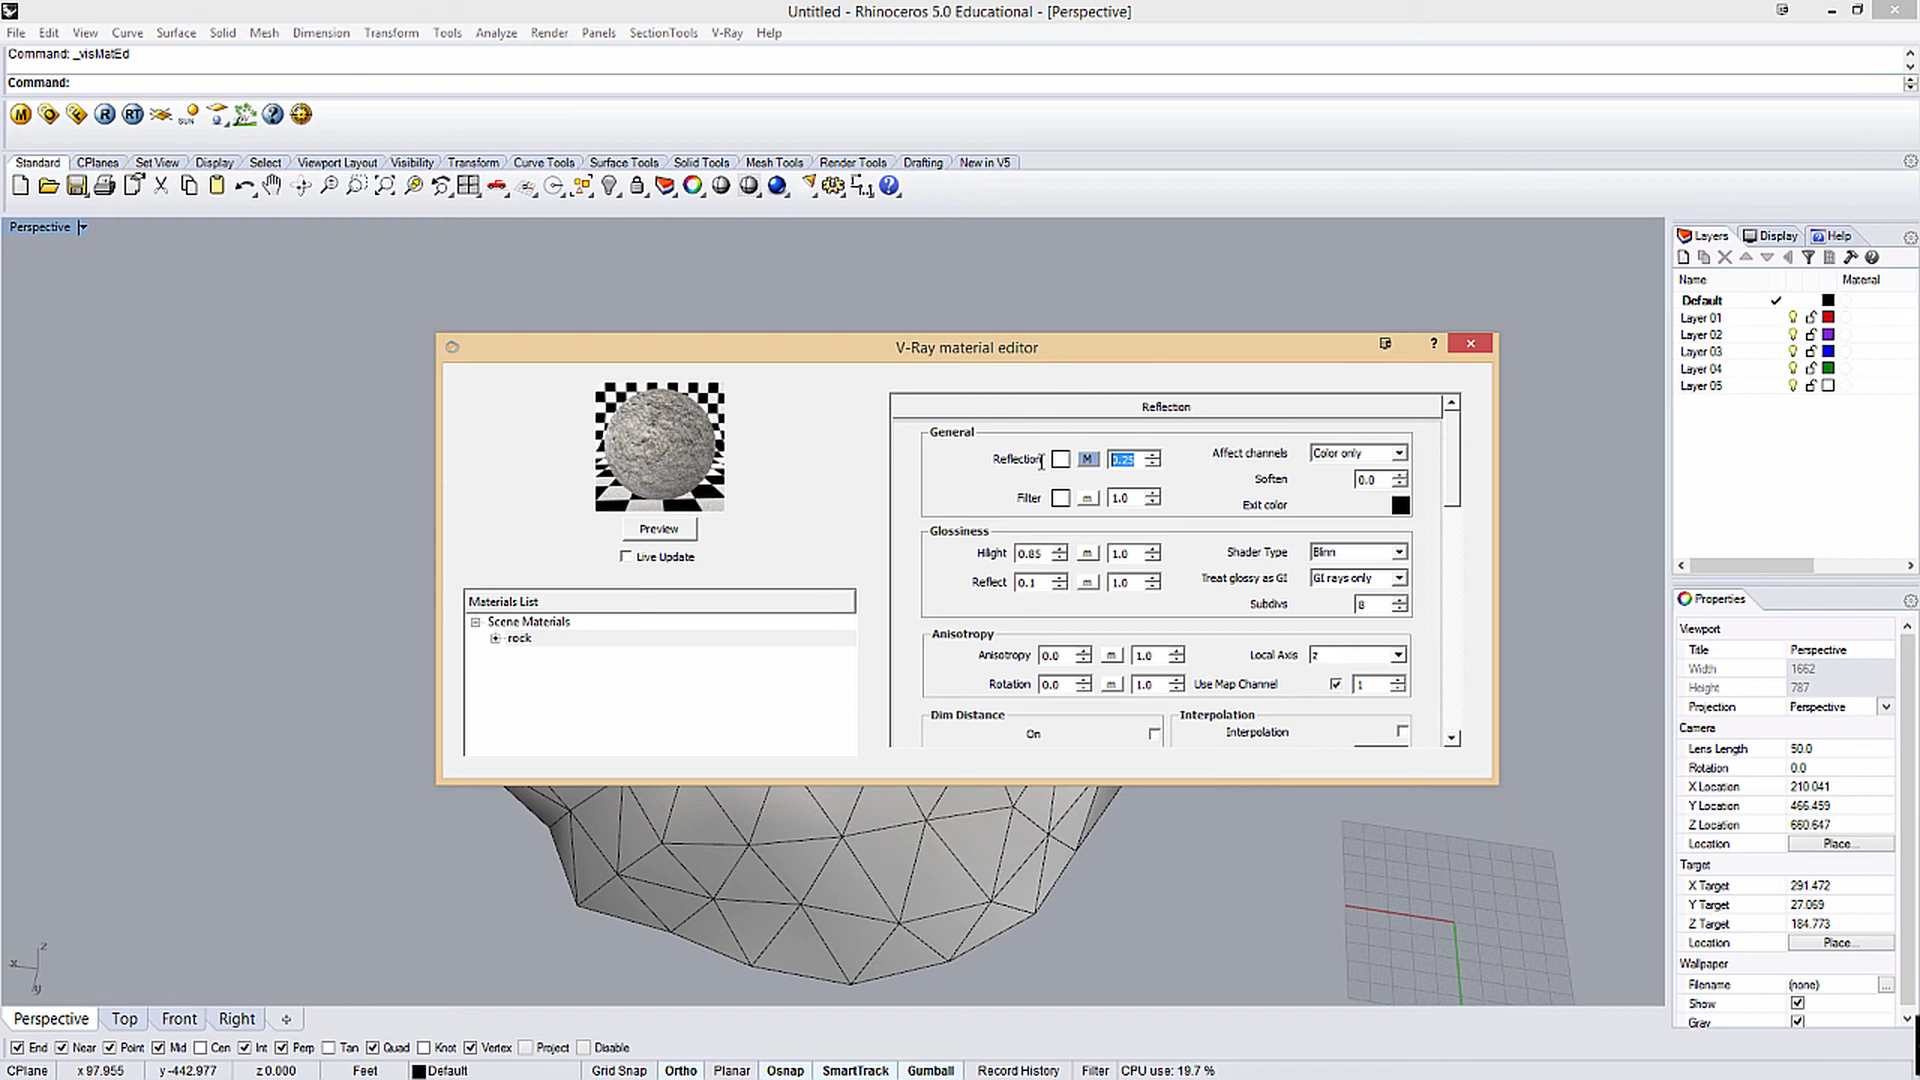 Untitled - Rhinoceros 5.0 Educational - [Perspective]
File Edit View Curve Surface Solid Mesh Dimension Transform Tools Analyze Render Panels SectionTools V-Ray Help
Command: _visMatEd
Command:
M O F R RT SUN
Standard CPlanes Set View Display Select Viewport Layout Visibility Transform Curve Tools Surface Tools Solid Tools Mesh Tools Render Tools Drafting New in V5
Perspective
Layers Display Help
Name Material
Default
Layer 01
Layer 02
Layer 03
Layer 04
Layer 05
V-Ray material editor
?
Preview
Live Update
Materials List
Scene Materials
rock
Reflection
General
Reflection M 0.25 Affect channels Color only
Soften 0.0
Filter m 1.0 Exit color
Glossiness
Hilight 0.85 m 1.0 Shader Type Blinn
Reflect 0.1 m 1.0 Treat glossy as GI GI rays only
Subdivs 8
Anisotropy
Anisotropy 0.0 m 1.0 Local Axis z
Rotation 0.0 m 1.0 Use Map Channel 1
Dim Distance Interpolation
On Interpolation
Properties
Viewport
Title Perspective
Width 1662
Height 787
Projection Perspective
Camera
Lens Length 50.0
Rotation 0.0
X Location 210.041
Y Location 466.459
Z Location 660.647
Location Place...
Target
X Target 291.472
Y Target 27.069
Z Target 184.773
Location Place...
Wallpaper
Filename (none) ...
Show
Gray
z
x
y
Perspective Top Front Right
End Near Point Mid Cen Int Perp Tan Quad Knot Vertex Project Disable
CPlane x 97.955 y -442.977 z 0.000 Feet Default Grid Snap Ortho Planar Osnap SmartTrack Gumball Record History Filter CPU use: 19.7 %